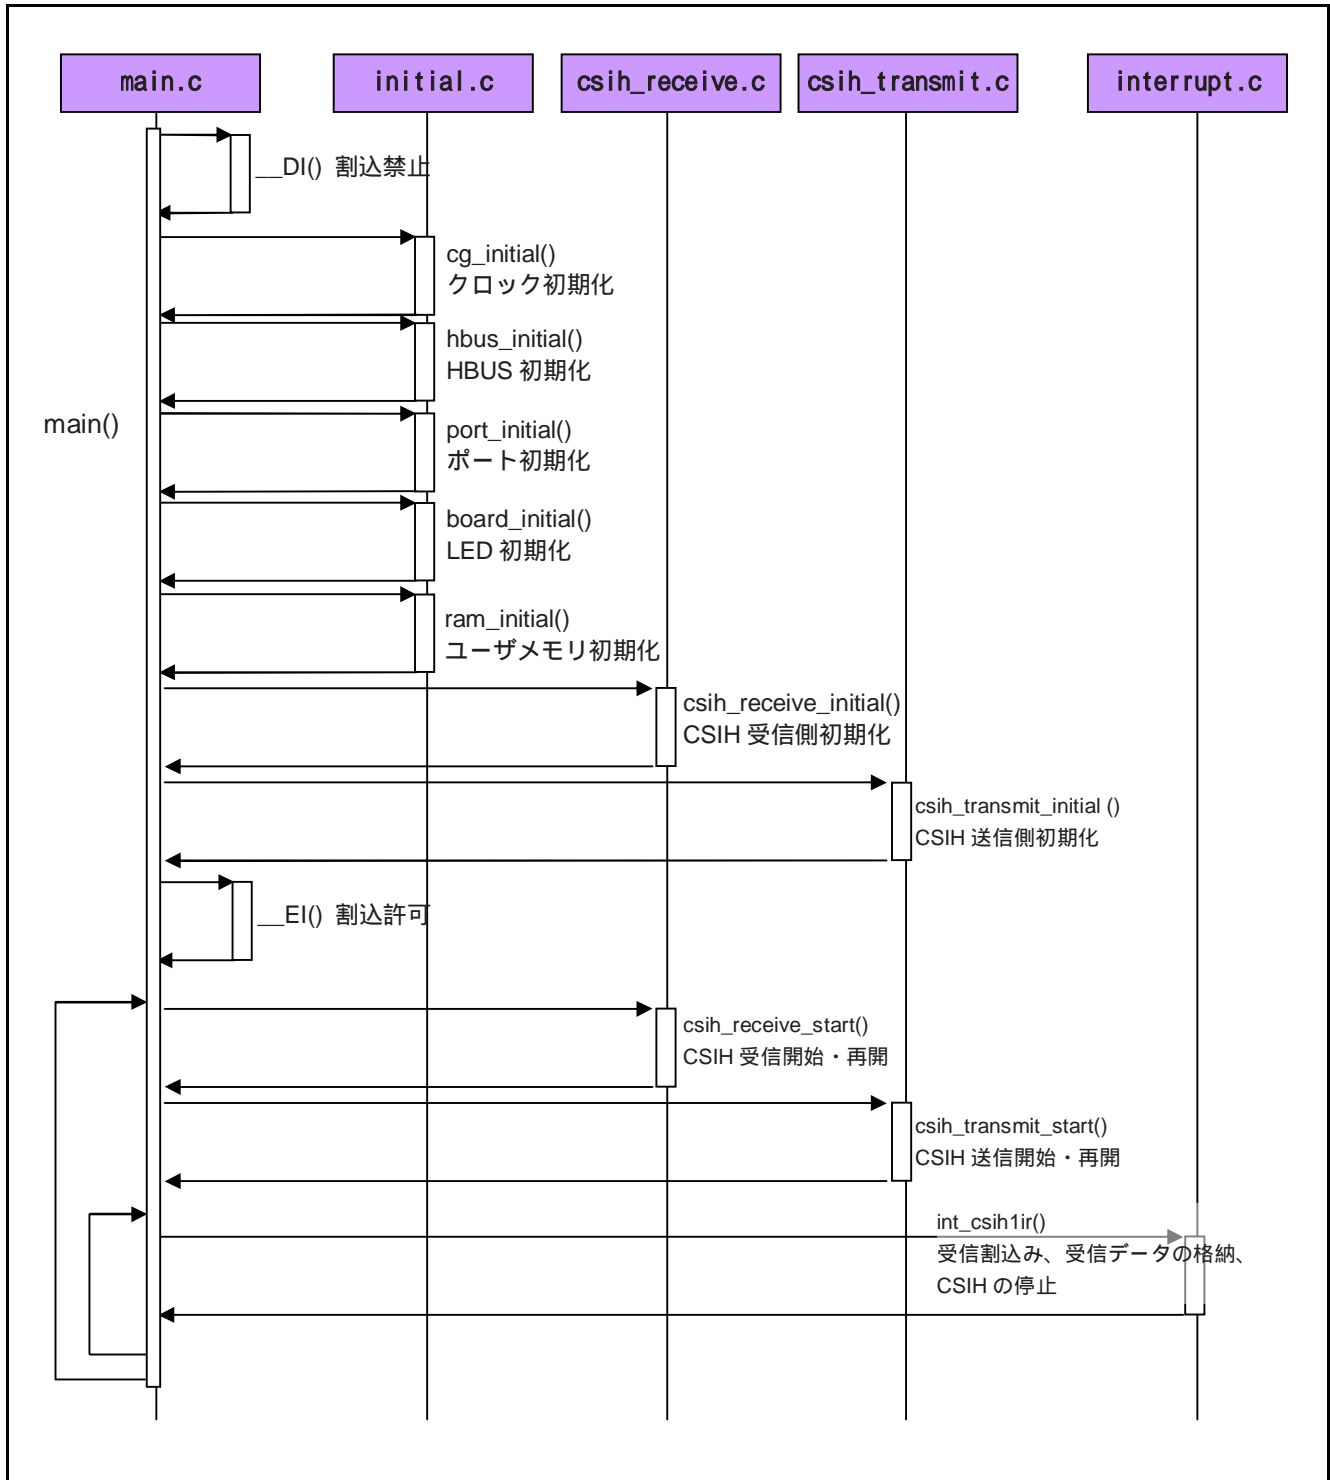 main.c
initial.c
csih_receive.c
csih_transmit.c
interrupt.c
__DI() 割込禁止
cg_initial()
クロック初期化
hbus_initial()
HBUS 初期化
main()
port_initial()
ポート初期化
board_initial()
LED 初期化
ram_initial()
ユーザメモリ初期化
csih_receive_initial()
CSIH 受信側初期化
csih_transmit_initial ()
CSIH 送信側初期化
__EI() 割込許可
csih_receive_start()
CSIH 受信開始・再開
csih_transmit_start()
CSIH 送信開始・再開
int_csih1ir()
受信割込み、受信データの格納、
CSIH の停止